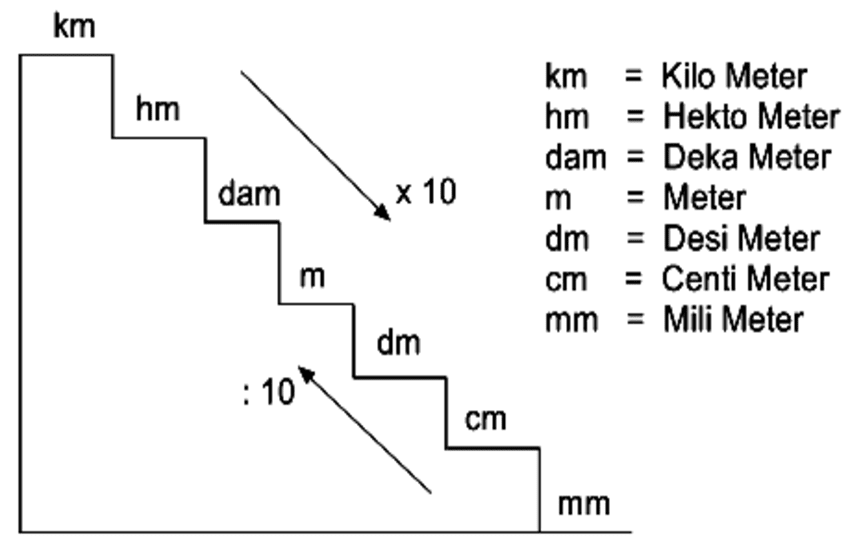 km
hm
dam
m
dm
cm
mm
x 10
: 10
km = Kilo Meter
hm = Hekto Meter
dam = Deka Meter
m = Meter
dm = Desi Meter
cm = Centi Meter
mm = Mili Meter